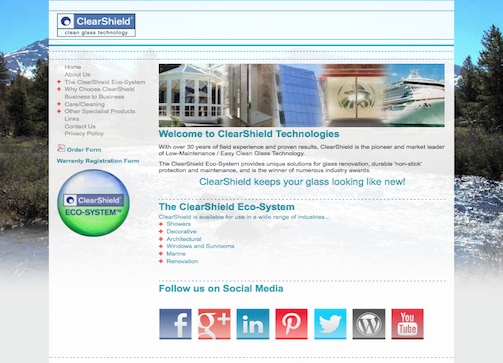 ClearShield®
clean glass technology
Home
About Us
The ClearShield Eco-System
Why Choose ClearShield
Business to Business
Care/Cleaning
Other Specialist Products
Links
Contact Us
Privacy Policy
Order Form
Warranty Registration Form
ClearShield
ECO-SYSTEM™
Welcome to ClearShield Technologies
With over 30 years of field experience and proven results, ClearShield is the pioneer and market leader
of Low-Maintenance / Easy Clean Glass Technology.
The ClearShield Eco-System provides unique solutions for glass renovation, durable 'non-stick'
protection and maintenance, and is the winner of numerous industry awards.
ClearShield keeps your glass looking like new!
The ClearShield Eco-System
ClearShield is available for use in a wide range of industries...
Showers
Decorative
Architectural
Windows and Sunrooms
Marine
Renovation
Follow us on Social Media
f
g+
in
P
W
You
Tube